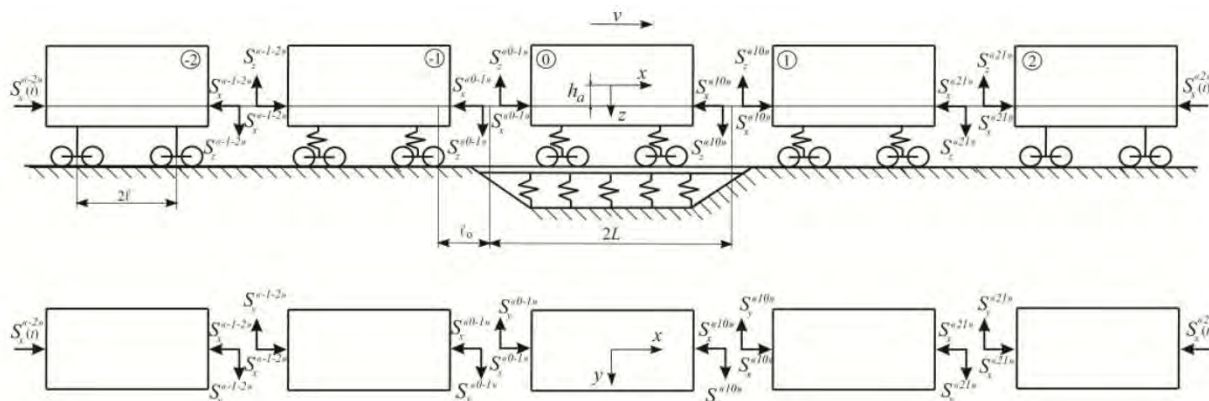 v
-2 -1 0 1 2
S_z^{«-1-2»} S_z^{«0-1»} S_z^{«10»} S_z^{«21»}
S_x^{«-2»}(t) S_x^{«-1-2»} S_x^{«0-1»} h_a x S_x^{«10»} S_x^{«21»}
S_x^{«-1-2»} S_x^{«0-1»} z S_x^{«10»} S_x^{«21»}
S_z^{«-1-2»} S_z^{«0-1»} S_z^{«10»} S_z^{«21»}
2ℓ ℓ_0 2L
S_y^{«-1-2»} S_y^{«0-1»} S_y^{«10»} S_y^{«21»}
S_x^{«-2»}(t) S_x^{«-1-2»} S_x^{«0-1»} x S_x^{«10»} S_x^{«21»}
S_x^{«-1-2»} y S_x^{«10»} S_x^{«21»}